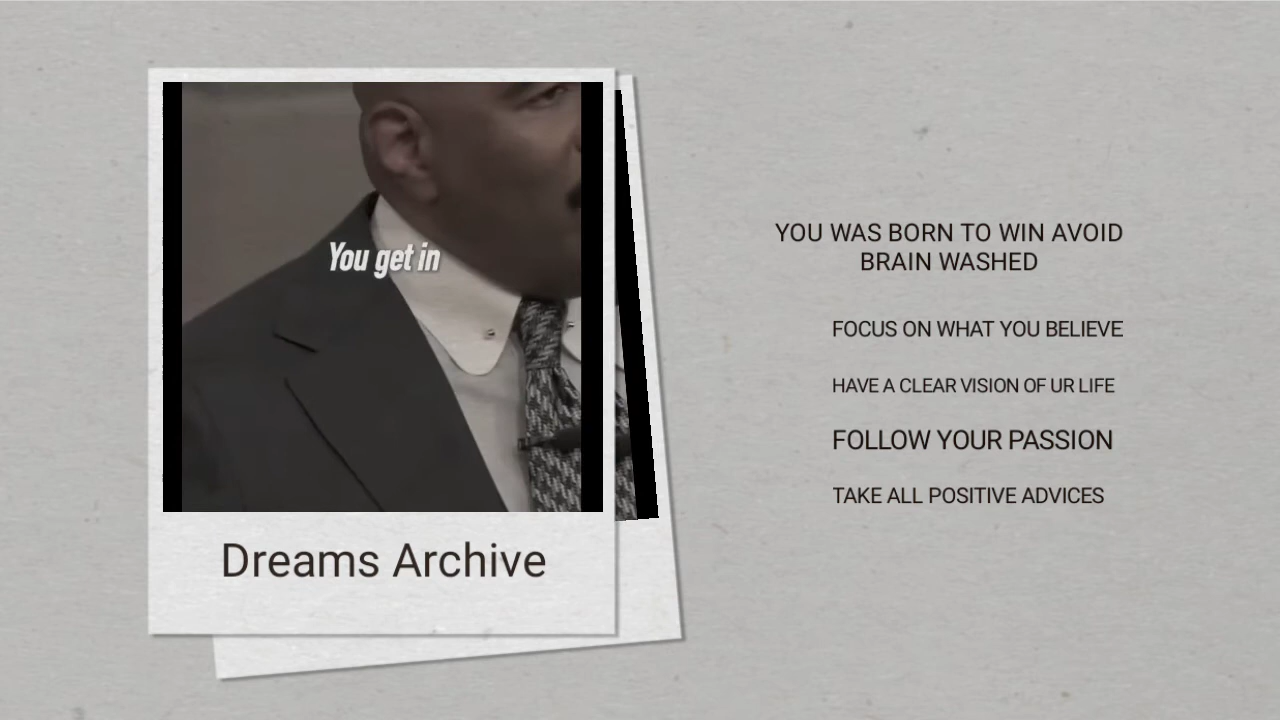 You get in
Dreams Archive
YOU WAS BORN TO WIN AVOID
BRAIN WASHED
FOCUS ON WHAT YOU BELIEVE
HAVE A CLEAR VISION OF UR LIFE
FOLLOW YOUR PASSION
TAKE ALL POSITIVE ADVICES